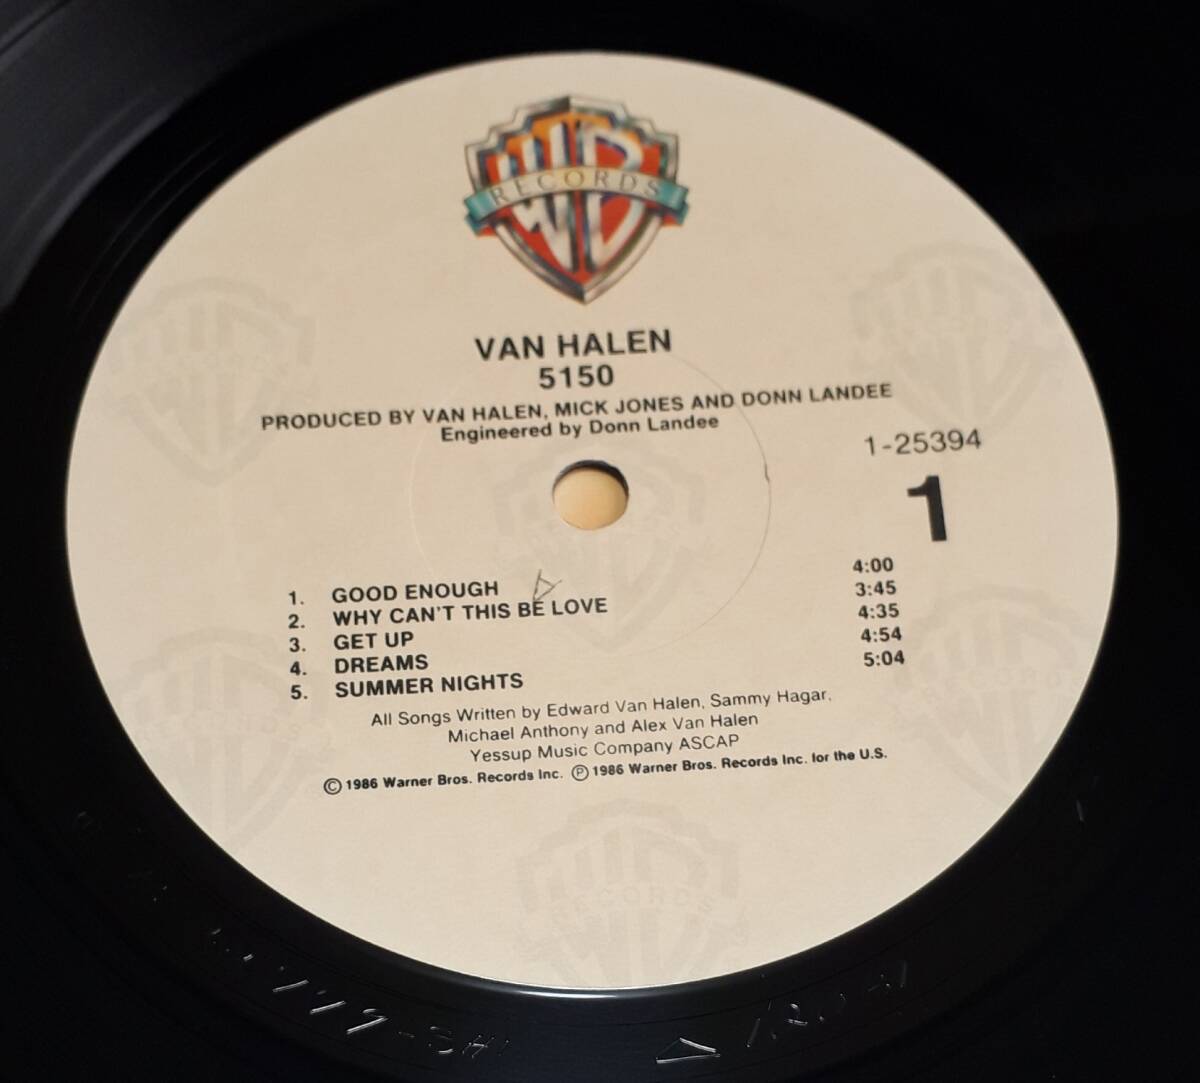 WB
RECORDS
VAN HALEN
5150
PRODUCED BY VAN HALEN, MICK JONES AND DONN LANDEE
Engineered by Donn Landee
1-25394
1
1. GOOD ENOUGH 4:00
2. WHY CAN'T THIS BE LOVE 3:45
3. GET UP 4:35
4. DREAMS 4:54
5. SUMMER NIGHTS 5:04
All Songs Written by Edward Van Halen, Sammy Hagar,
Michael Anthony and Alex Van Halen
Yessup Music Company ASCAP
©1986 Warner Bros. Records Inc. ℗1986 Warner Bros. Records Inc. for the U.S.